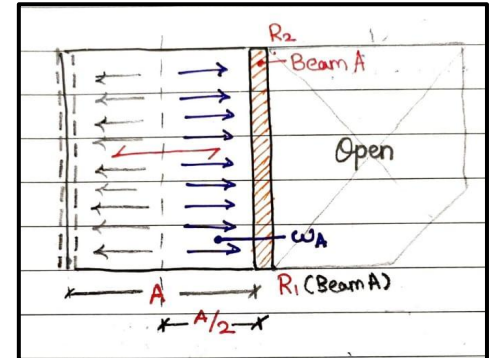 R2
Beam A
Open
ωA
A
R1 (Beam A)
A/2